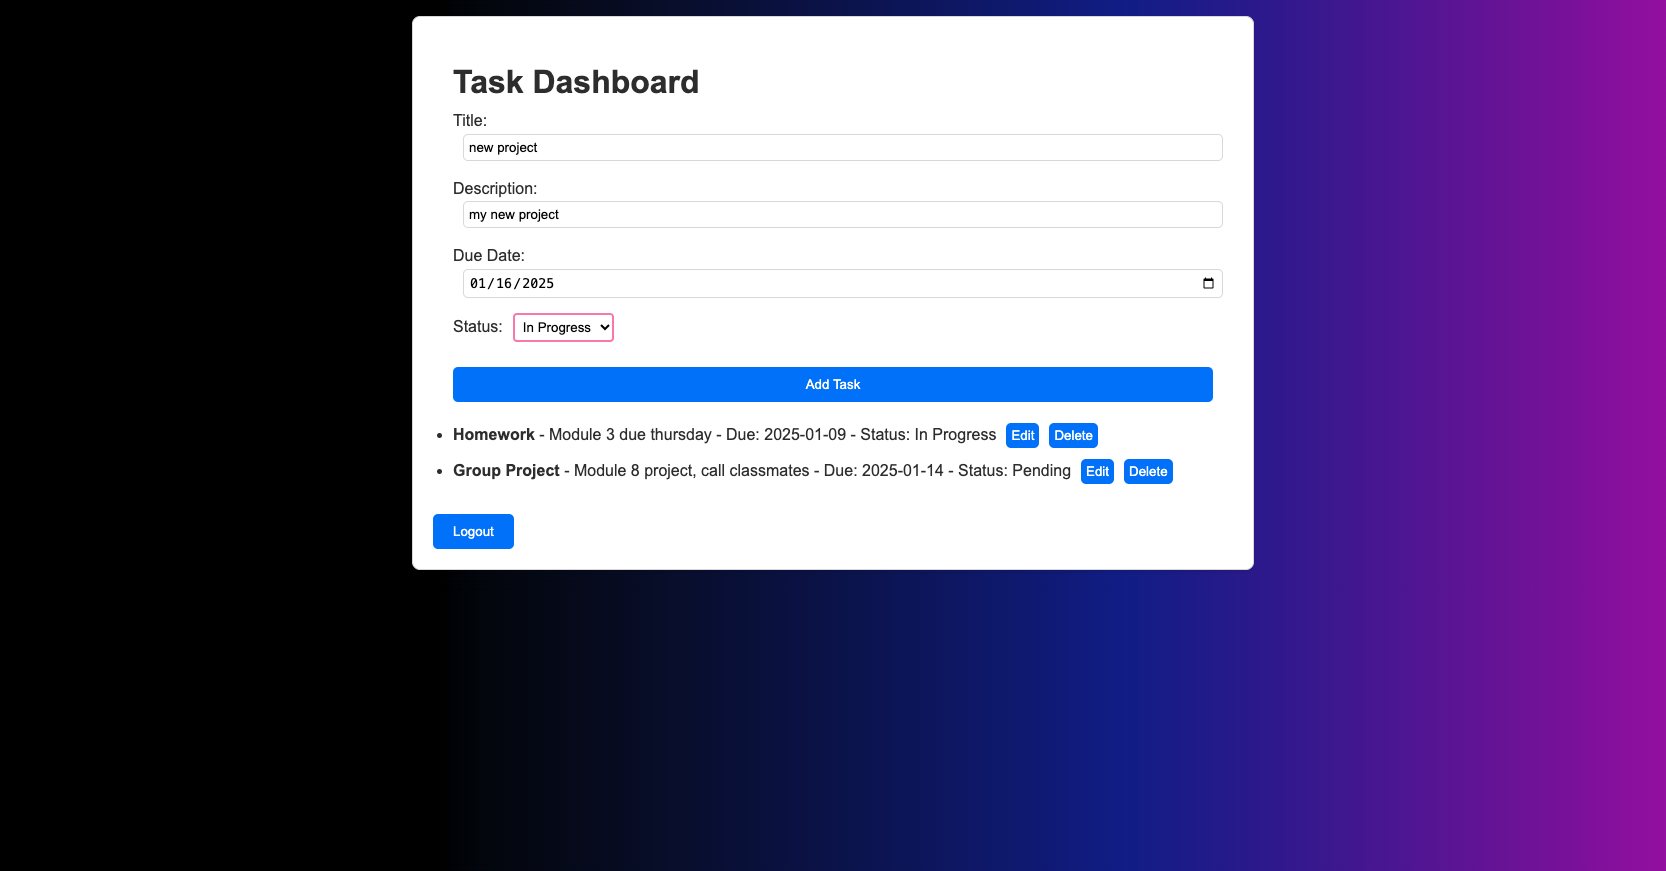 Task Dashboard
Title:
new project
Description:
my new project
Due Date:
01/16/2025
Status: In Progress
Add Task
Homework - Module 3 due thursday - Due: 2025-01-09 - Status: In Progress Edit Delete
Group Project - Module 8 project, call classmates - Due: 2025-01-14 - Status: Pending Edit Delete
Logout